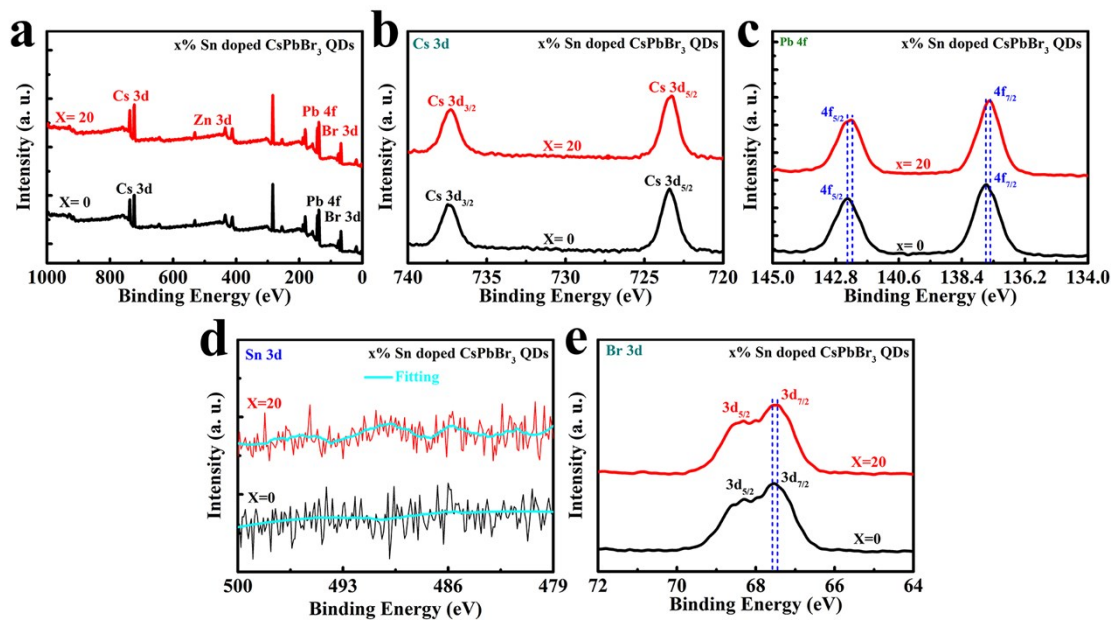 a
x% Sn doped CsPbBr3 QDs
Cs 3d
X= 20
Zn 3d
Pb 4f
Br 3d
Cs 3d
X= 0
Pb 4f
Br 3d
Intensity (a. u.)
1000 800 600 400 200 0
Binding Energy (eV)
b
Cs 3d
x% Sn doped CsPbBr3 QDs
Cs 3d3/2
Cs 3d5/2
X= 20
Cs 3d3/2
Cs 3d5/2
X= 0
Intensity (a. u.)
740 735 730 725 720
Binding Energy (eV)
c
Pb 4f
x% Sn doped CsPbBr3 QDs
4f5/2
4f7/2
x= 20
4f5/2
4f7/2
x= 0
Intensity (a. u.)
145.0 142.8 140.6 138.4 136.2 134.0
Binding Energy (eV)
d
Sn 3d
x% Sn doped CsPbBr3 QDs
Fitting
X=20
X=0
Intensity (a. u.)
500 493 486 479
Binding Energy (eV)
e
Br 3d
x% Sn doped CsPbBr3 QDs
3d5/2
3d7/2
X=20
3d5/2
3d7/2
X=0
Intensity (a. u.)
72 70 68 66 64
Binding Energy (eV)